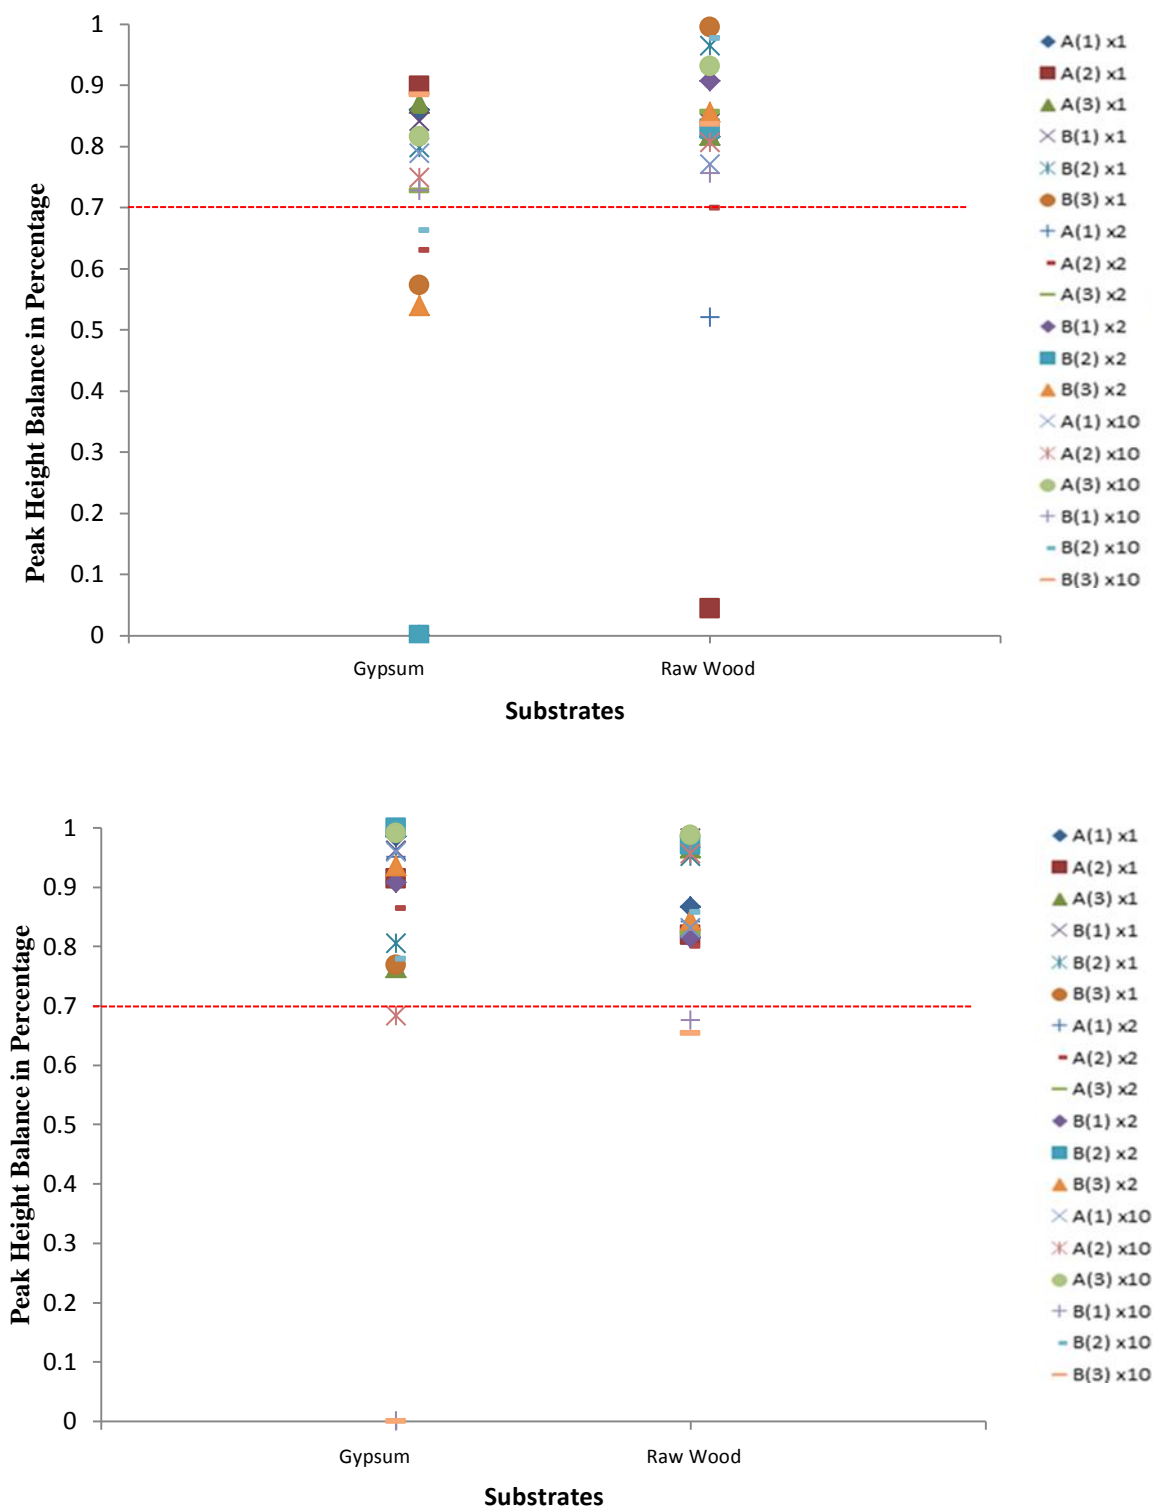 1
0.9
0.8
0.7
0.6
0.5
0.4
0.3
0.2
0.1
0
Peak Height Balance in Percentage
Gypsum
Raw Wood
Substrates
A(1) x1
A(2) x1
A(3) x1
B(1) x1
B(2) x1
B(3) x1
A(1) x2
A(2) x2
A(3) x2
B(1) x2
B(2) x2
B(3) x2
A(1) x10
A(2) x10
A(3) x10
B(1) x10
B(2) x10
B(3) x10
1
0.9
0.8
0.7
0.6
0.5
0.4
0.3
0.2
0.1
0
Peak Height Balance in Percentage
Gypsum
Raw Wood
Substrates
A(1) x1
A(2) x1
A(3) x1
B(1) x1
B(2) x1
B(3) x1
A(1) x2
A(2) x2
A(3) x2
B(1) x2
B(2) x2
B(3) x2
A(1) x10
A(2) x10
A(3) x10
B(1) x10
B(2) x10
B(3) x10